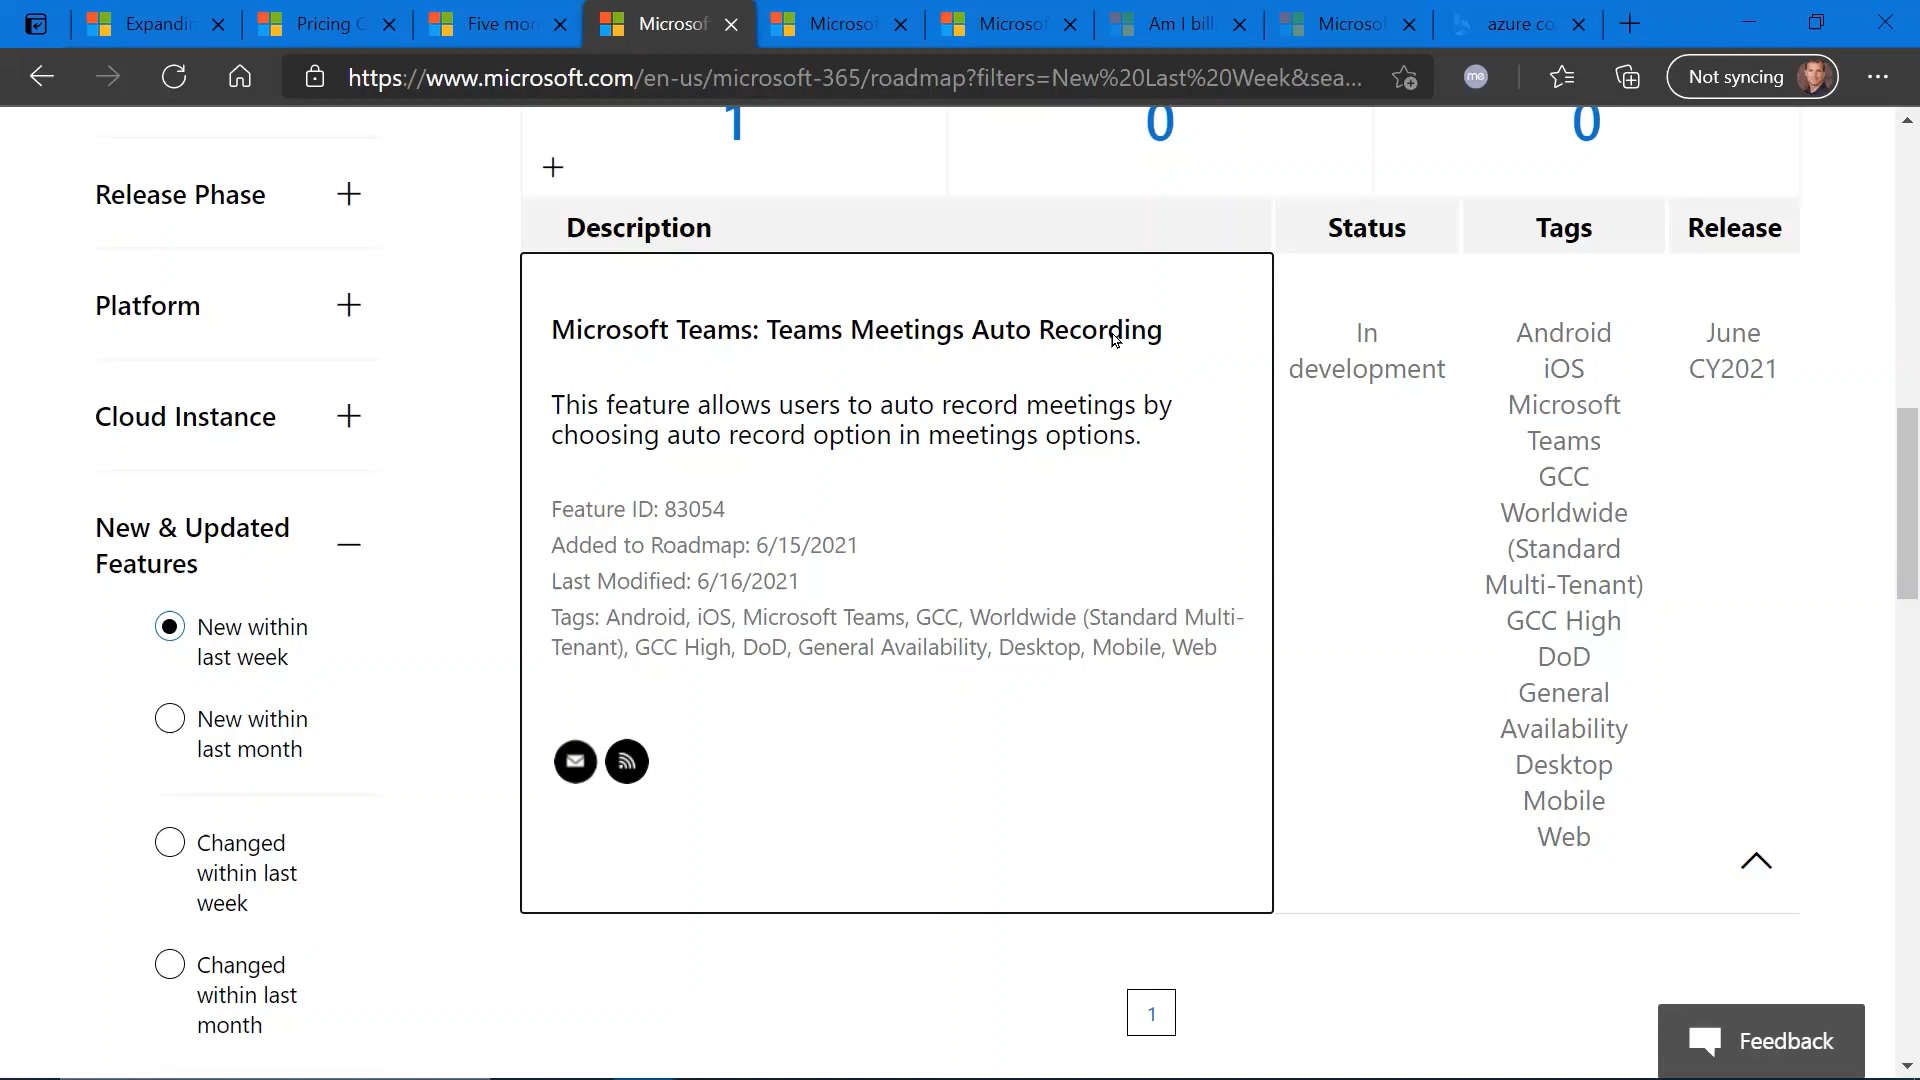 Expandin
Pricing C
Five mor
Microsof
Microsof
Microsof
Am I bill
Microsof
azure co
https://www.microsoft.com/en-us/microsoft-365/roadmap?filters=New%20Last%20Week&sea...
me
Not syncing
1
0
0
Release Phase
Platform
Cloud Instance
New & Updated
Features
New within
last week
New within
last month
Changed
within last
week
Changed
within last
month
Description
Status
Tags
Release
Microsoft Teams: Teams Meetings Auto Recording
This feature allows users to auto record meetings by
choosing auto record option in meetings options.
Feature ID: 83054
Added to Roadmap: 6/15/2021
Last Modified: 6/16/2021
Tags: Android, iOS, Microsoft Teams, GCC, Worldwide (Standard Multi-
Tenant), GCC High, DoD, General Availability, Desktop, Mobile, Web
In
development
Android
iOS
Microsoft
Teams
GCC
Worldwide
(Standard
Multi-Tenant)
GCC High
DoD
General
Availability
Desktop
Mobile
Web
June
CY2021
1
Feedback